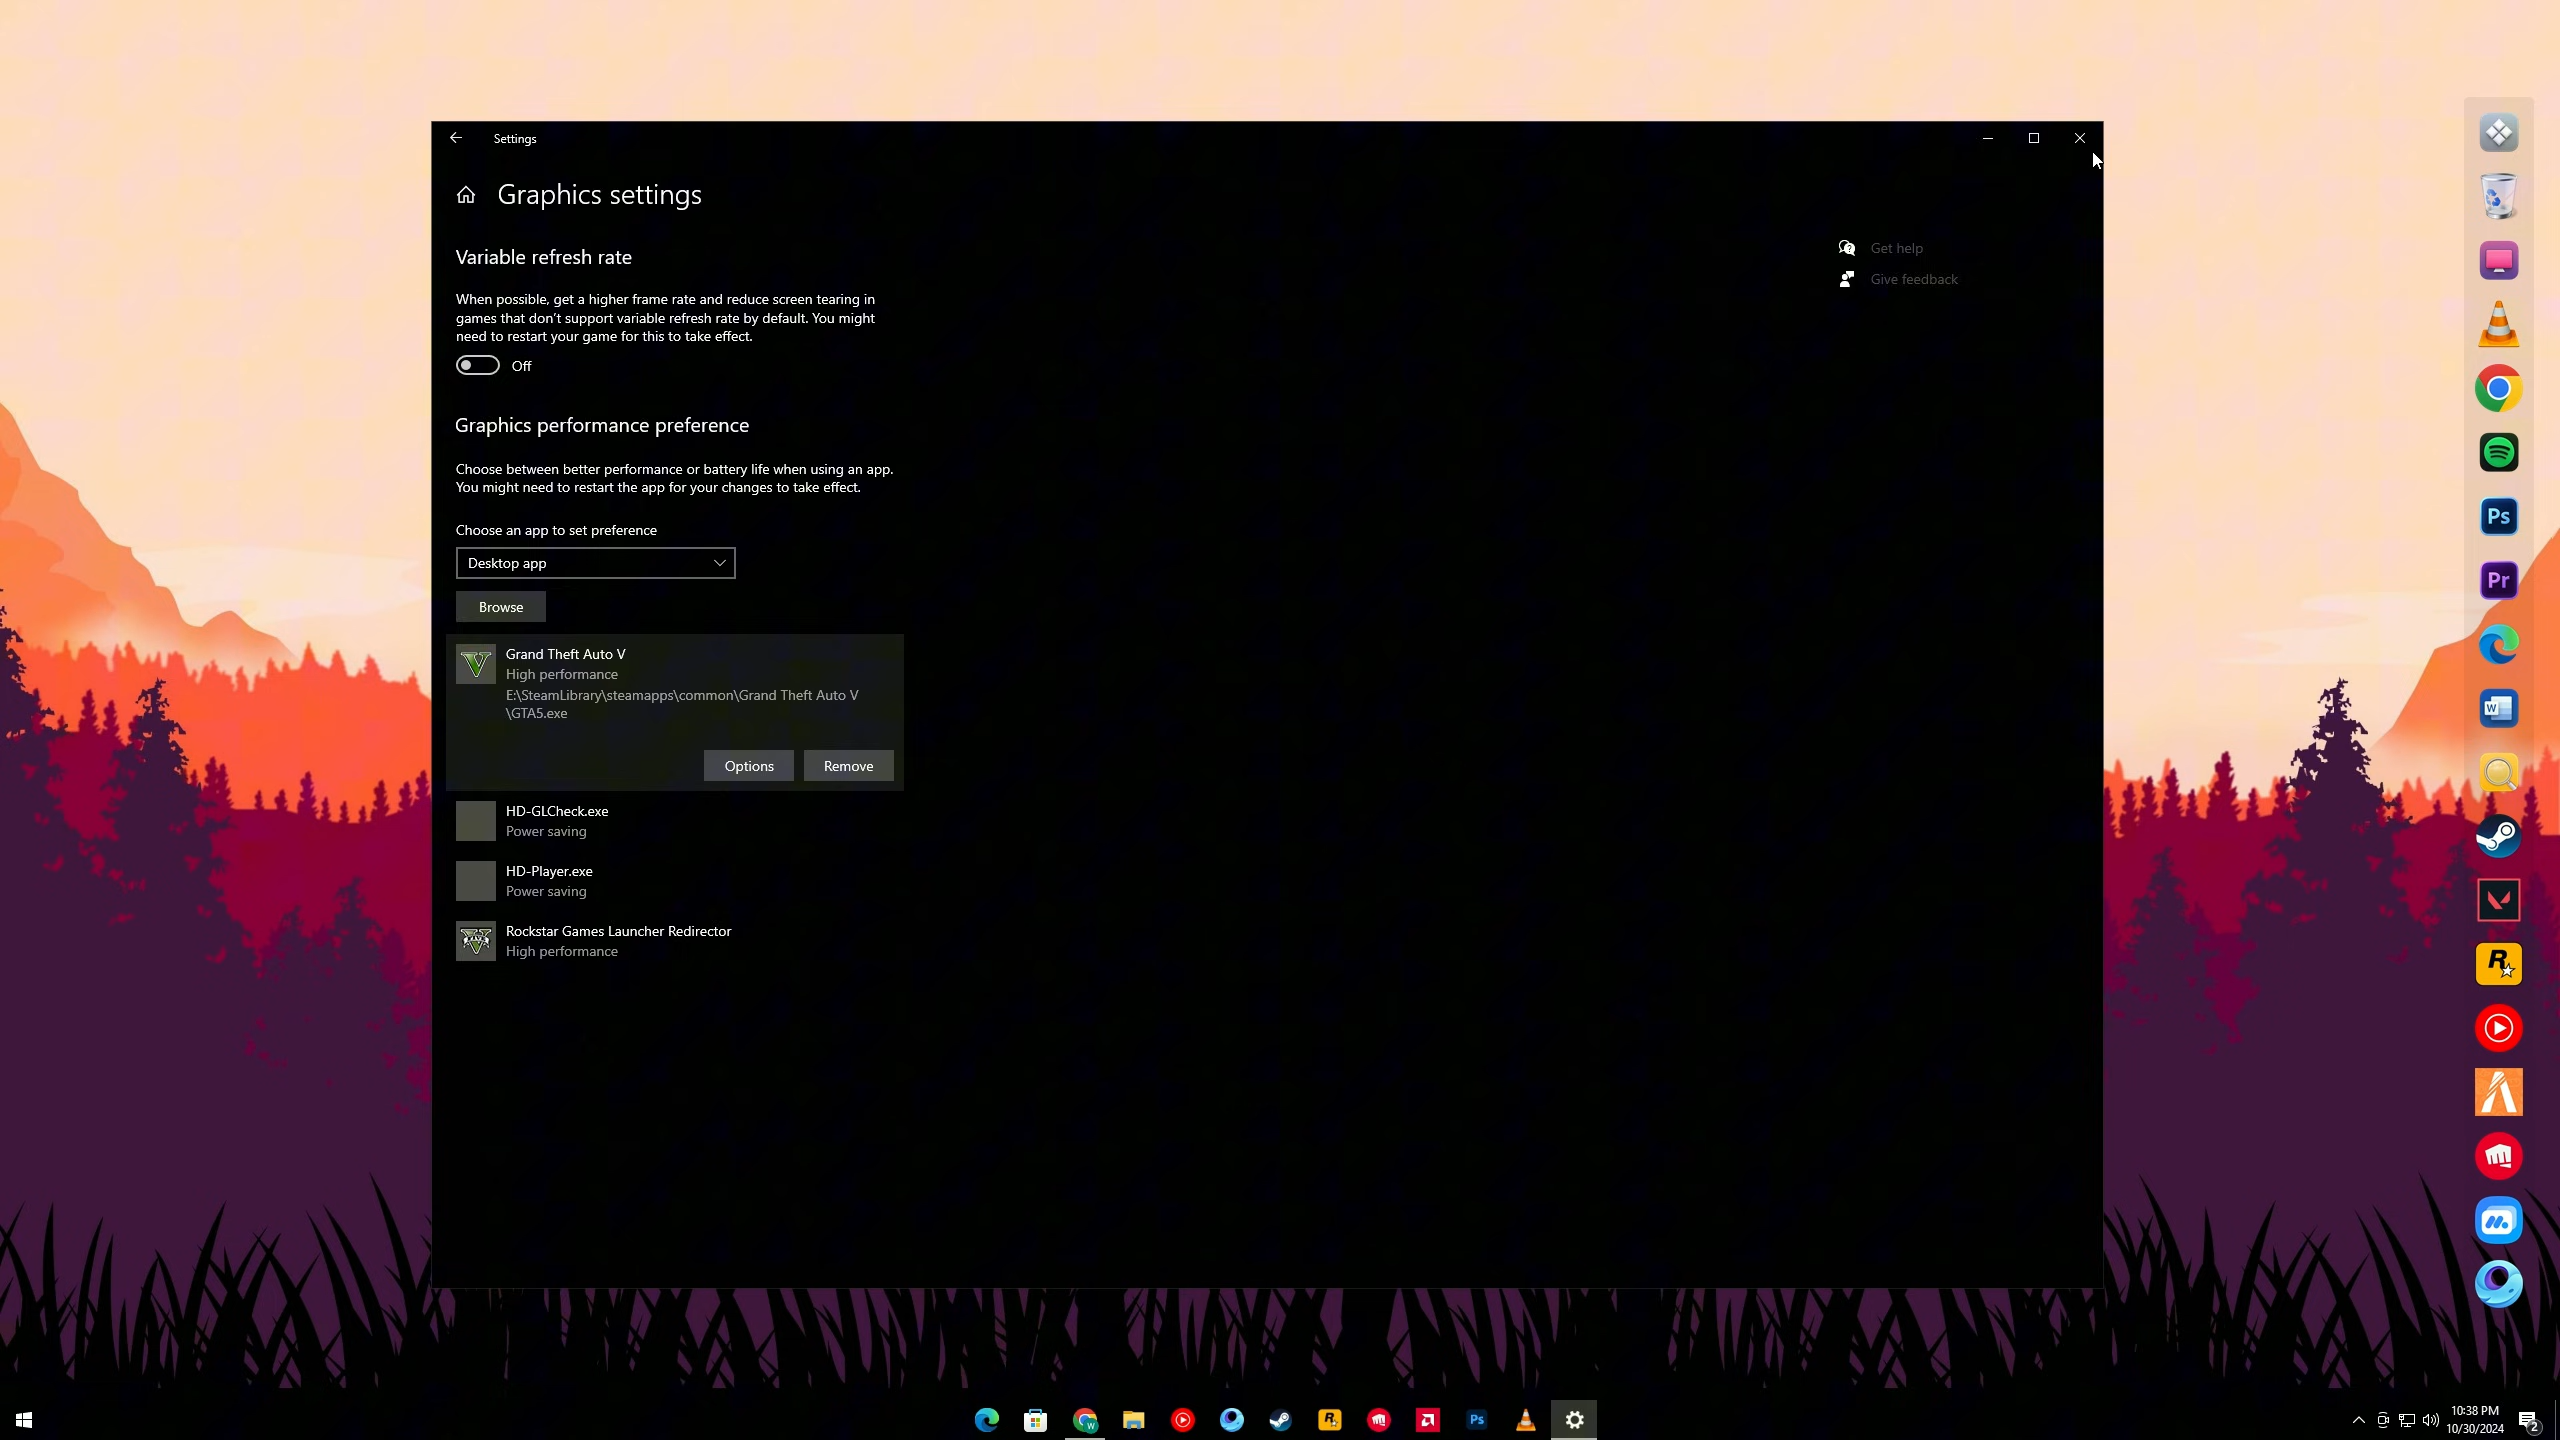 Settings
Graphics settings
Variable refresh rate
When possible, get a higher frame rate and reduce screen tearing in
games that don't support variable refresh rate by default. You might
need to restart your game for this to take effect.
Off
Graphics performance preference
Choose between better performance or battery life when using an app.
You might need to restart the app for your changes to take effect.
Choose an app to set preference
Desktop app
Browse
Grand Theft Auto V
High performance
E:\SteamLibrary\steamapps\common\Grand Theft Auto V
\GTA5.exe
Options
Remove
HD-GLCheck.exe
Power saving
HD-Player.exe
Power saving
Rockstar Games Launcher Redirector
High performance
Get help
Give feedback
Ps
Pr
W
R
W
R
Ps
10:38 PM
10/30/2024
2